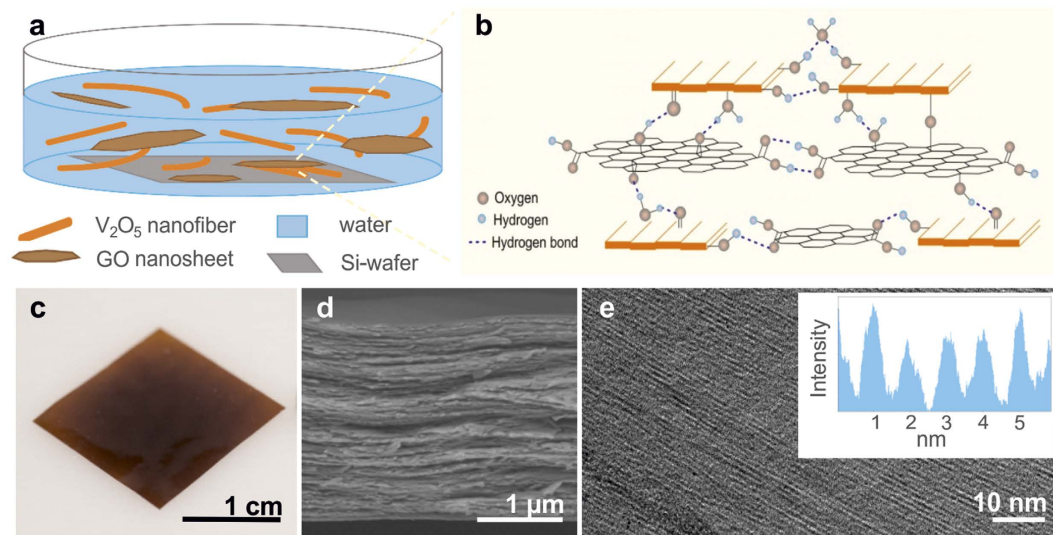 a
V₂O₅ nanofiber
water
GO nanosheet
Si-wafer
b
Oxygen
Hydrogen
Hydrogen bond
c
1 cm
d
1 µm
e
Intensity
1 2 3 4 5
nm
10 nm